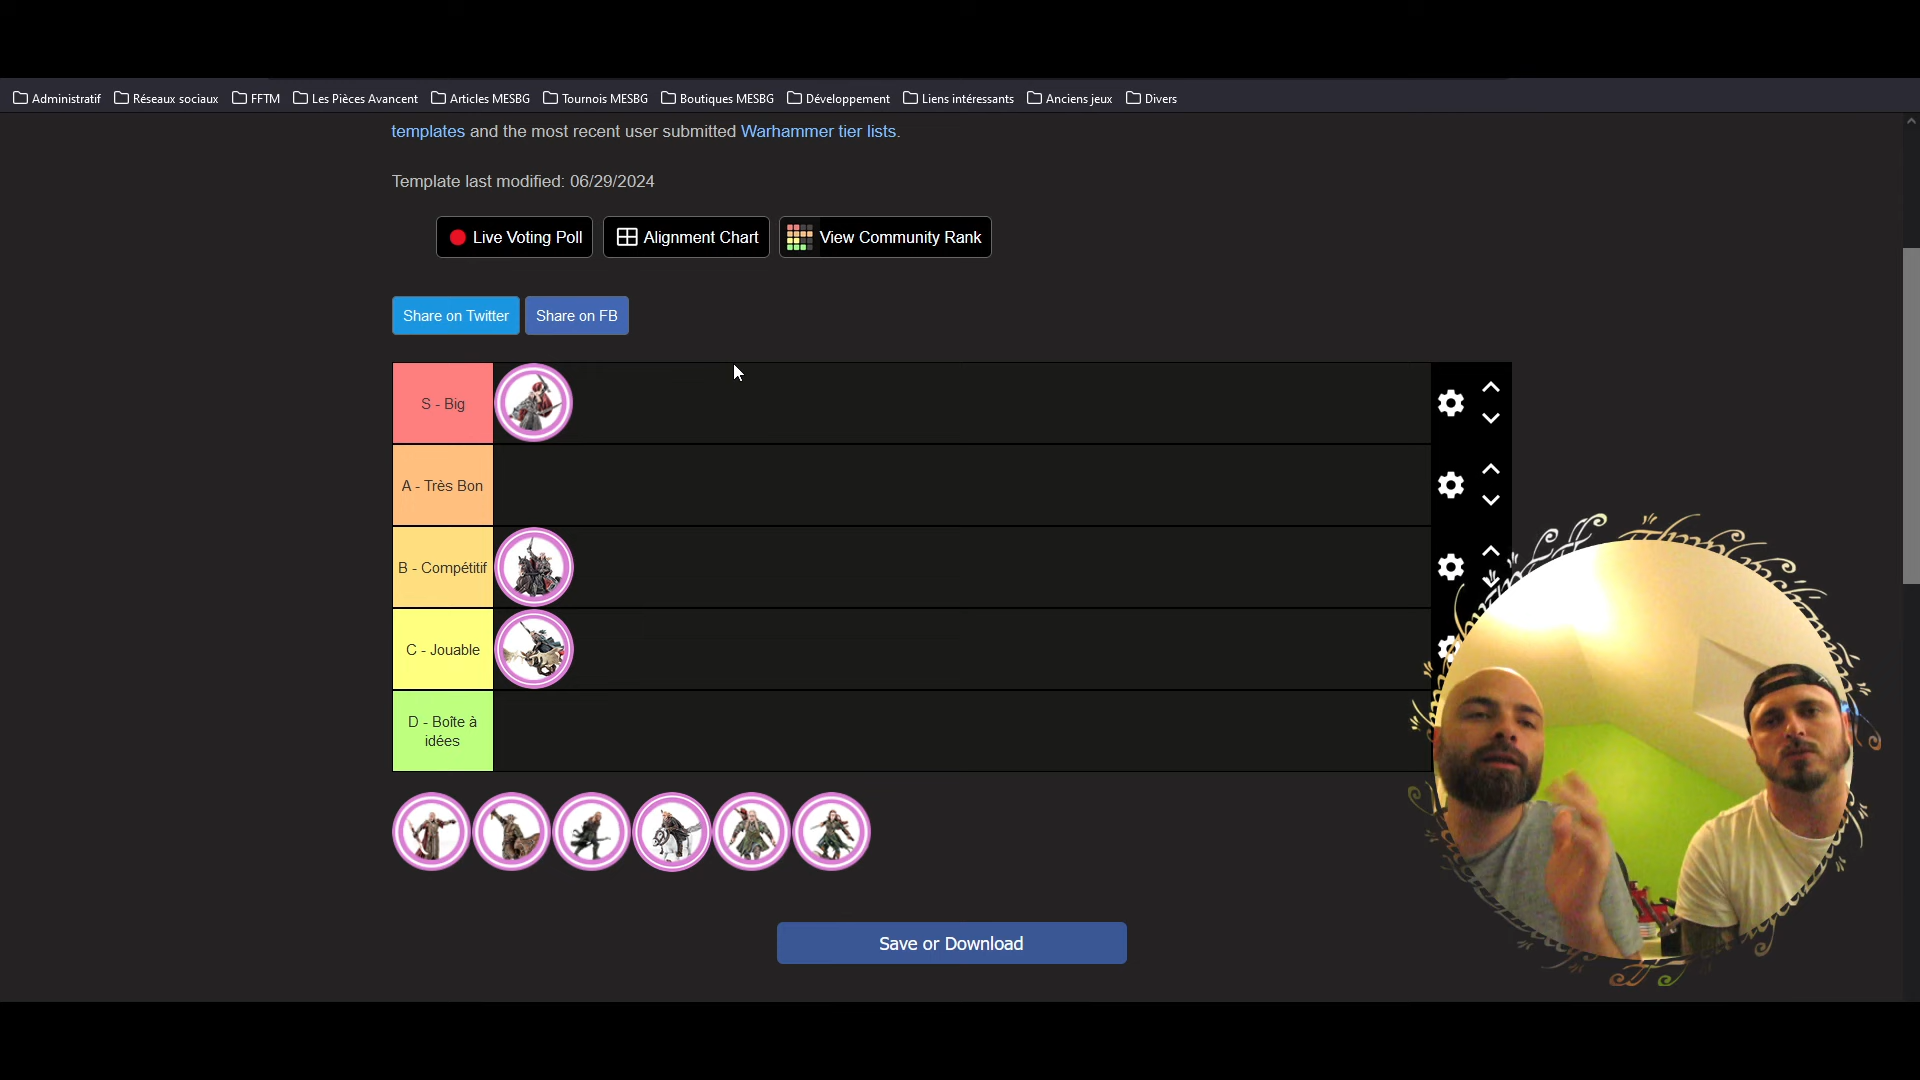 Administratif Réseaux sociaux FFTM Les Pièces Avancent Articles MESBG Tournois MESBG Boutiques MESBG Développement Liens intéressants Anciens jeux Divers
templates and the most recent user submitted Warhammer tier lists.
Template last modified: 06/29/2024
Live Voting Poll Alignment Chart View Community Rank
Share on Twitter Share on FB
S - Big
A - Très Bon
B - Compétitif
C - Jouable
D - Boîte à
idées
Save or Download